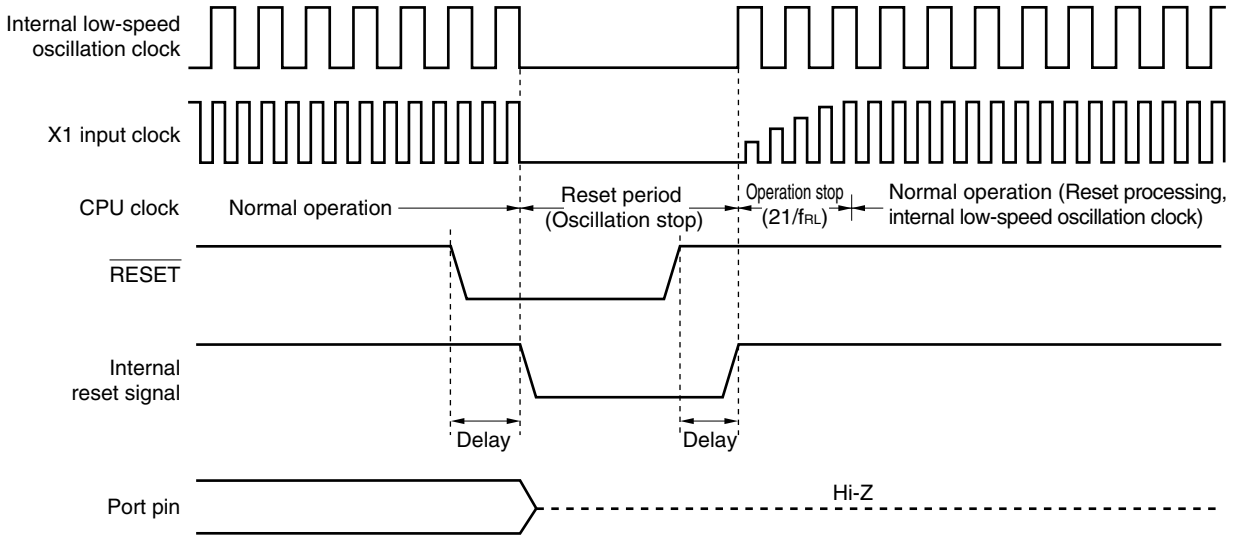 Internal low-speed
oscillation clock
X1 input clock
CPU clock
Normal operation
Reset period
(Oscillation stop)
Operation stop
(21/fRL)
Normal operation (Reset processing,
internal low-speed oscillation clock)
RESET
Internal
reset signal
Delay
Delay
Port pin
Hi-Z